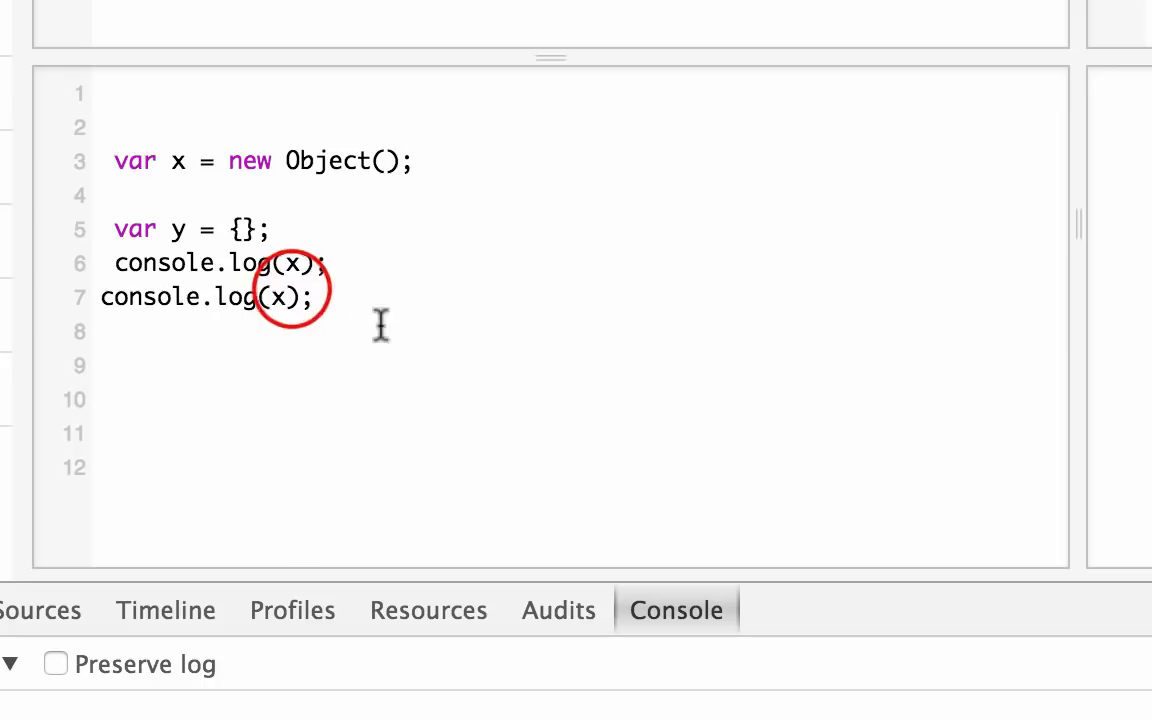 1
2
3 var x = new Object();
4
5 var y = {};
6 console.log(x);
7 console.log(x);
8
9
10
11
12
Sources Timeline Profiles Resources Audits Console
Preserve log